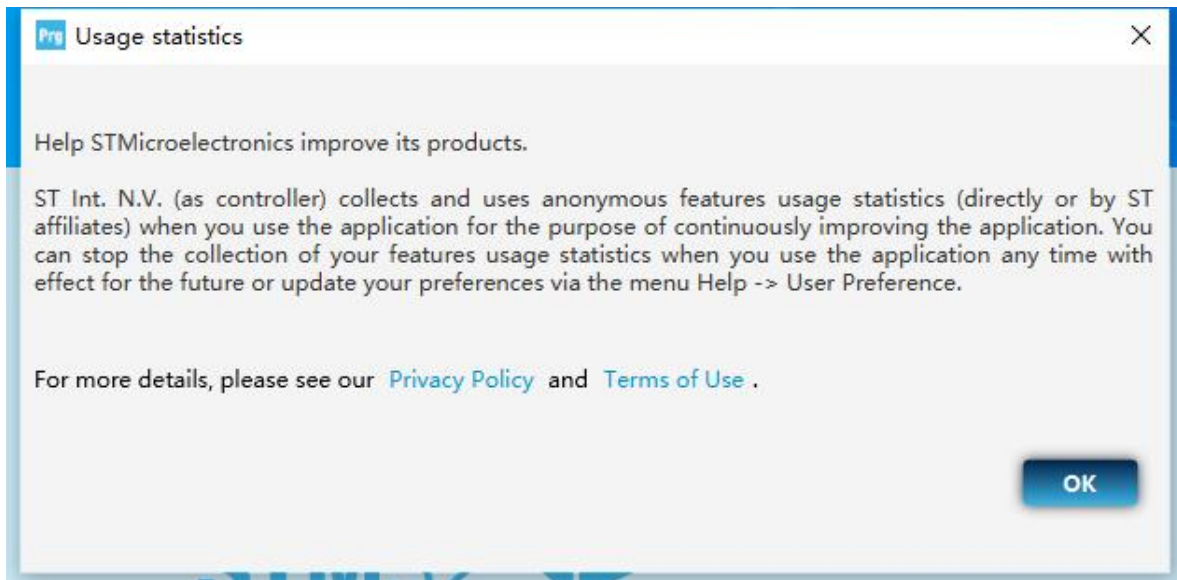 Prg Usage statistics
Help STMicroelectronics improve its products.
ST Int. N.V. (as controller) collects and uses anonymous features usage statistics (directly or by ST
affiliates) when you use the application for the purpose of continuously improving the application. You
can stop the collection of your features usage statistics when you use the application any time with
effect for the future or update your preferences via the menu Help -> User Preference.
For more details, please see our Privacy Policy and Terms of Use .
OK